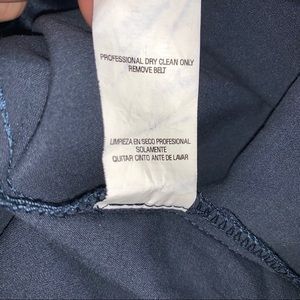 PROFESSIONAL DRY CLEAN ONLY
REMOVE BELT
LIMPIEZA EN SECO PROFESIONAL
SOLAMENTE
QUITAR CINTO ANTE DE LAVAR